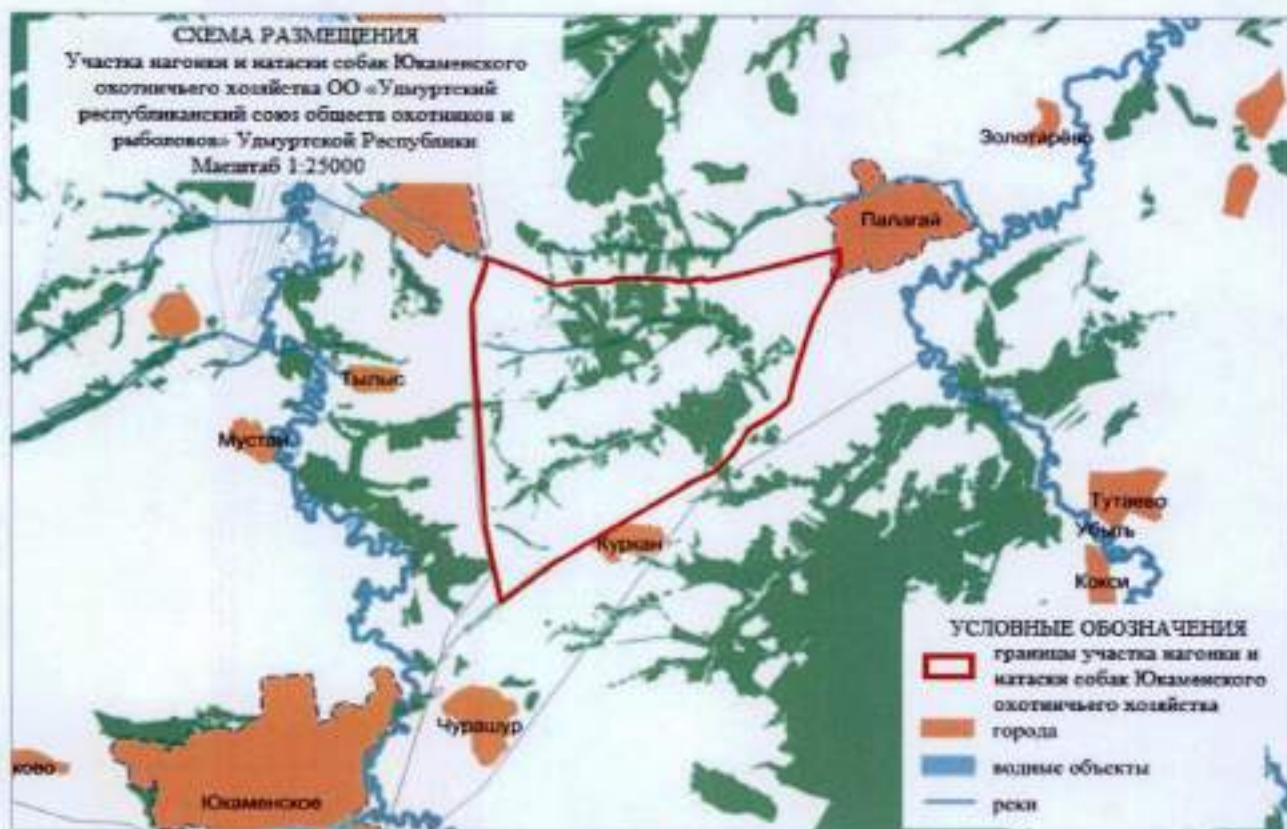 СХЕМА РАЗМЕЩЕНИЯ
Участка нагонки и натаски собак Юкаменского
охотничьего хозяйства ОО «Удмуртский
республиканский союз обществ охотников и
рыболовов» Удмуртской Республики
Масштаб 1:25000
Золотарёво
Палагай
Тылыс
Мустай
Тутаево
Убыть
Куркан
Кокси
Чурашур
ково
Юкаменское
УСЛОВНЫЕ ОБОЗНАЧЕНИЯ
границы участка нагонки и
натаски собак Юкаменского
охотничьего хозяйства
города
водные объекты
реки